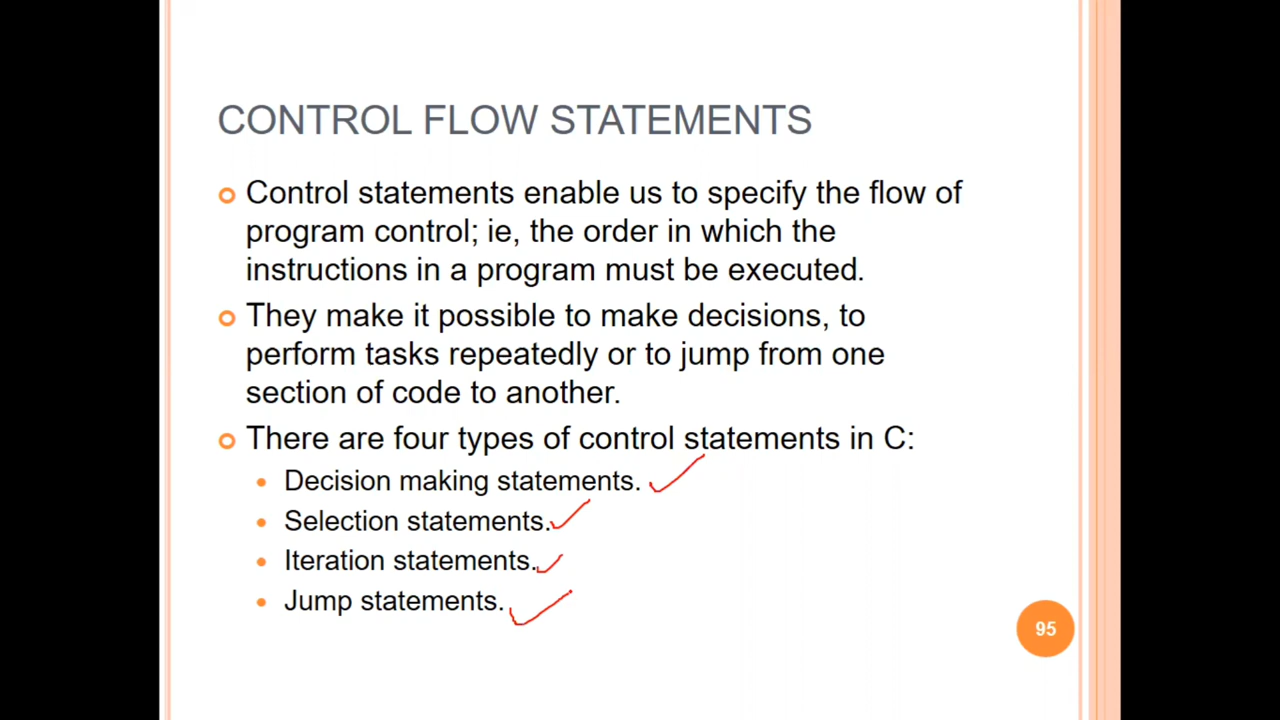 CONTROL FLOW STATEMENTS
Control statements enable us to specify the flow of
program control; ie, the order in which the
instructions in a program must be executed.
They make it possible to make decisions, to
perform tasks repeatedly or to jump from one
section of code to another.
There are four types of control statements in C:
Decision making statements.
Selection statements.
Iteration statements.
Jump statements.
95